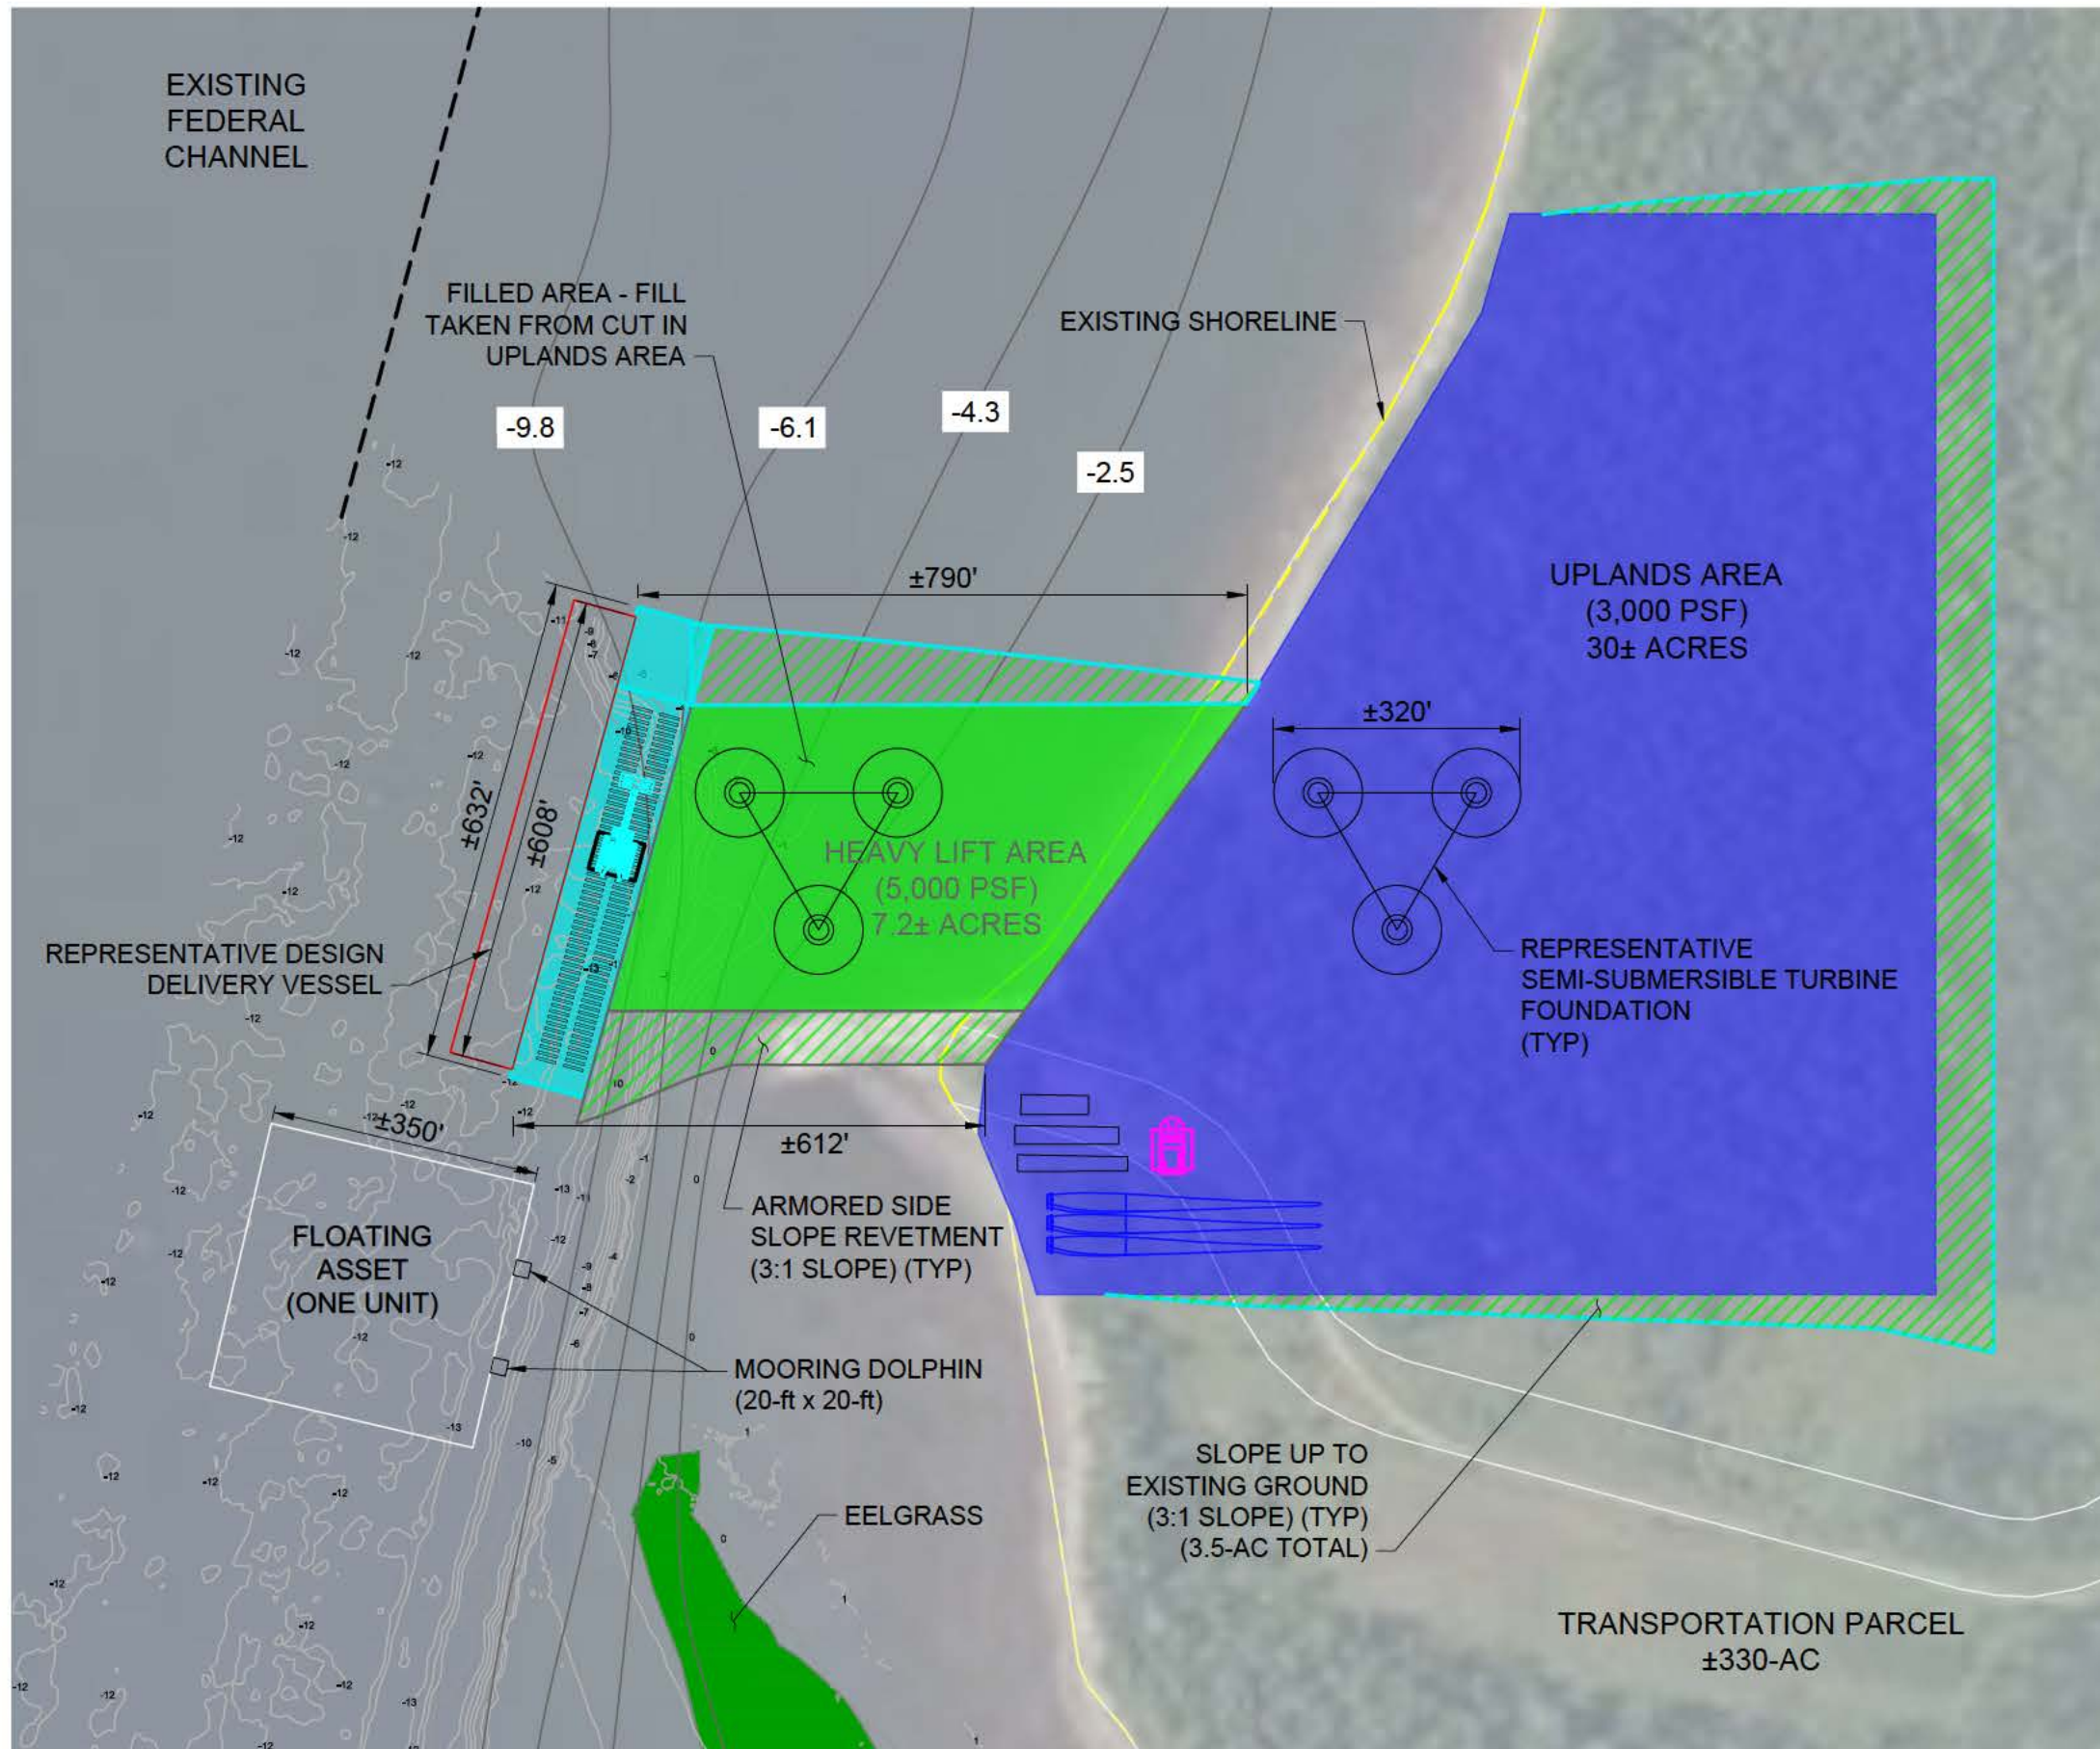 EXISTING
FEDERAL
CHANNEL
FILLED AREA - FILL
TAKEN FROM CUT IN
UPLANDS AREA
EXISTING SHORELINE
-9.8
-6.1
-4.3
-2.5
±790'
UPLANDS AREA
(3,000 PSF)
30± ACRES
±320'
±632'
±608'
HEAVY LIFT AREA
(5,000 PSF)
7.2± ACRES
REPRESENTATIVE DESIGN
DELIVERY VESSEL
REPRESENTATIVE
SEMI-SUBMERSIBLE TURBINE
FOUNDATION
(TYP)
±350'
±612'
ARMORED SIDE
SLOPE REVETMENT
(3:1 SLOPE) (TYP)
FLOATING
ASSET
(ONE UNIT)
MOORING DOLPHIN
(20-ft x 20-ft)
EELGRASS
SLOPE UP TO
EXISTING GROUND
(3:1 SLOPE) (TYP)
(3.5-AC TOTAL)
TRANSPORTATION PARCEL
±330-AC